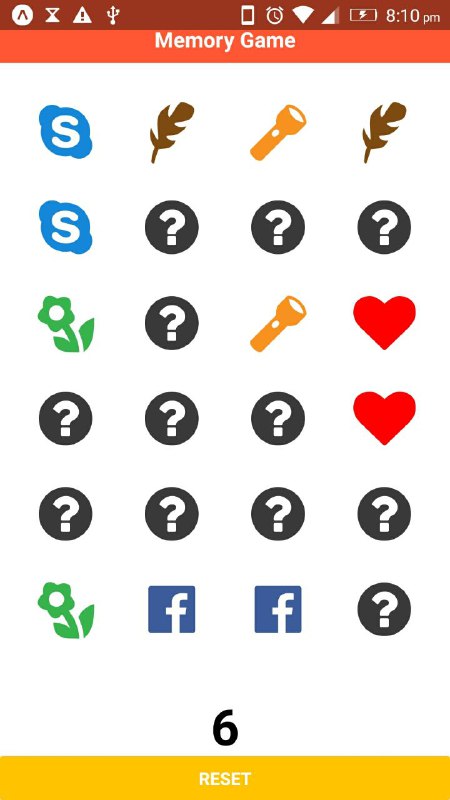 8:10 pm
Memory Game
S
S
? ? ?
?
? ? ?
? ? ? ?
f f ?
6
RESET